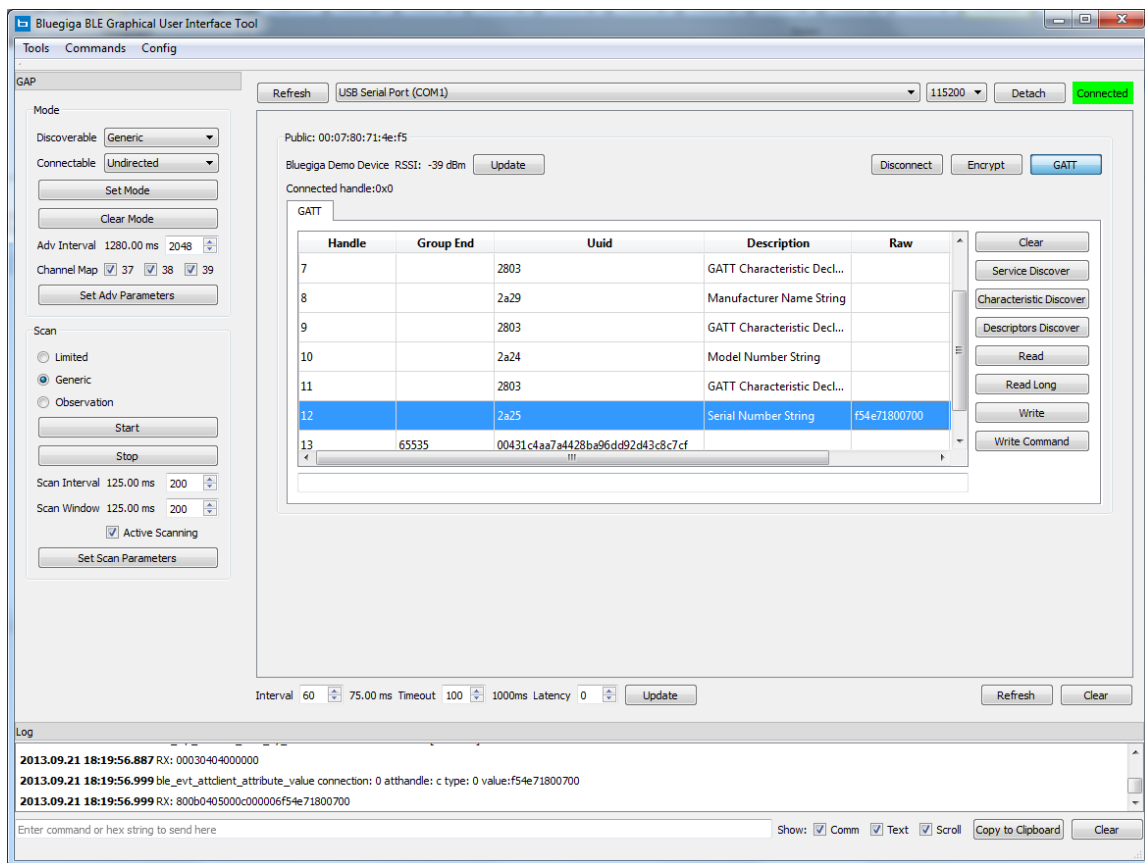 Bluegiga BLE Graphical User Interface Tool
Tools Commands Config
GAP
Mode
Discoverable Generic
Connectable Undirected
Set Mode
Clear Mode
Adv Interval 1280.00 ms 2048
Channel Map 37 38 39
Set Adv Parameters
Scan
Limited
Generic
Observation
Start
Stop
Scan Interval 125.00 ms 200
Scan Window 125.00 ms 200
Active Scanning
Set Scan Parameters
Refresh USB Serial Port (COM1) 115200 Detach Connected
Public: 00:07:80:71:4e:f5
Bluegiga Demo Device RSSI: -39 dBm Update Disconnect Encrypt GATT
Connected handle:0x0
GATT
Handle Group End Uuid Description Raw
7 2803 GATT Characteristic Decl...
8 2a29 Manufacturer Name String
9 2803 GATT Characteristic Decl...
10 2a24 Model Number String
11 2803 GATT Characteristic Decl...
12 2a25 Serial Number String f54e71800700
13 65535 00431c4aa7a4428ba96dd92d43c8c7cf
Clear
Service Discover
Characteristic Discover
Descriptors Discover
Read
Read Long
Write
Write Command
Interval 60 75.00 ms Timeout 100 1000ms Latency 0 Update Refresh Clear
Log
2013.09.21 18:19:56.887 RX: 00030404000000
2013.09.21 18:19:56.999 ble_evt_attclient_attribute_value connection: 0 atthandle: c type: 0 value:f54e71800700
2013.09.21 18:19:56.999 RX: 800b0405000c000006f54e71800700
Enter command or hex string to send here Show: Comm Text Scroll Copy to Clipboard Clear